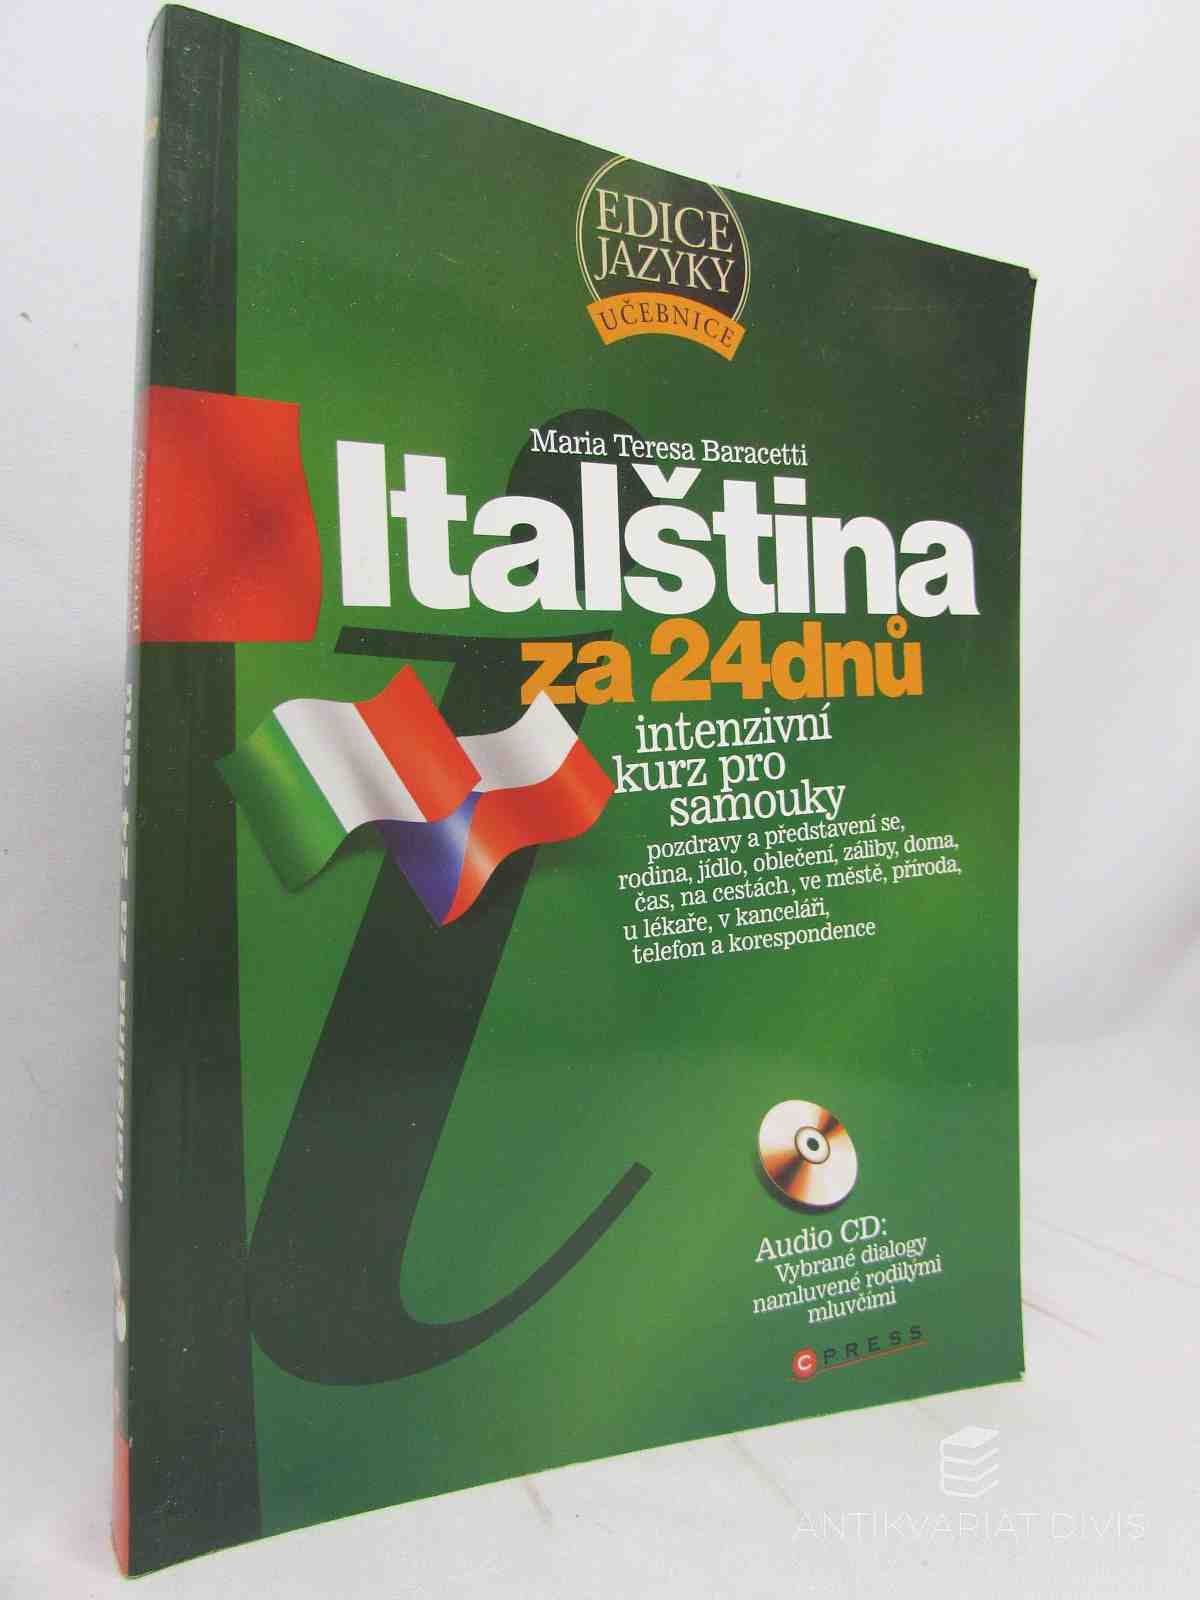 EDICE
JAZYKY
UČEBNICE
Maria Teresa Baracetti
Italština
za 24dnů
intenzivní
kurz pro
samouky
pozdravy a představení se,
rodina, jídlo, oblečení, záliby, doma,
čas, na cestách, ve městě, příroda,
u lékaře, v kanceláři,
telefon a korespondence
Audio CD:
Vybrané dialogy
namluvené rodilými
mluvčími
CPRESS
ANTIKVARIÁT DIVIŠ